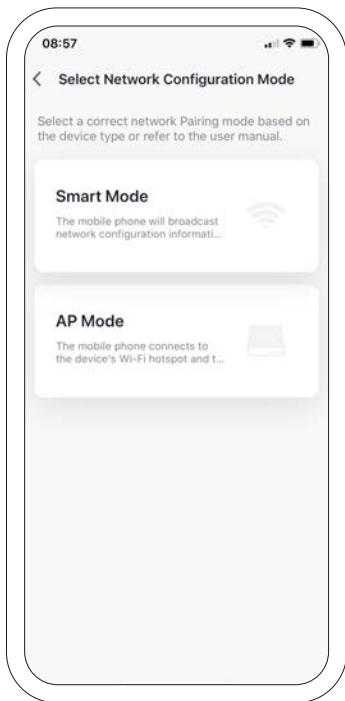 08:57
Select Network Configuration Mode
Select a correct network Pairing mode based on
the device type or refer to the user manual.
Smart Mode
The mobile phone will broadcast
network configuration informati...
AP Mode
The mobile phone connects to
the device's Wi-Fi hotspot and t...